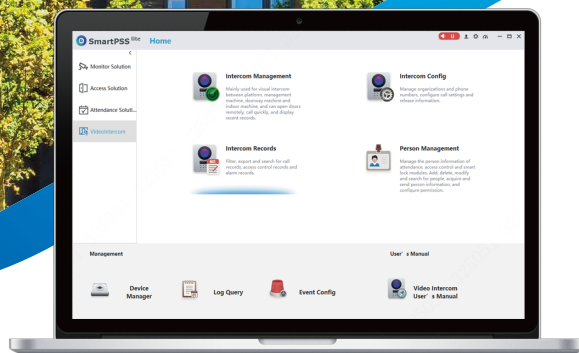 SmartPSS lite Home
Monitor Solution
Access Solution
Attendance Soluti...
VideoIntercom
Intercom Management
Mainly used for visual intercom
between platform, management
machine, doorway machine and
indoor machine, and can open doors
remotely, call quickly, and display
recent records.
Intercom Config
Manage organizations and phone
numbers, configure call settings and
release information.
Intercom Records
Filter, export and search for call
records, access control records and
alarm records.
Person Management
Manage the person information of
attendance, access control and smart
lock modules. Add, delete, modify
and search for people, acquire and
send person information, and
configure permission.
Management
User' s Manual
Device
Manager
Log Query
Event Config
Video Intercom
User' s Manual